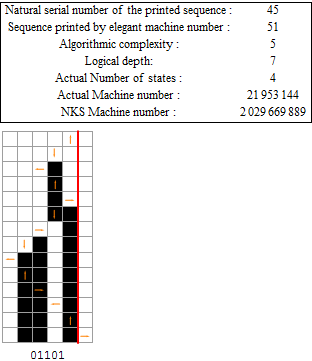 Natural serial number of the printed sequence : 45
Sequence printed by elegant machine number : 51
Algorithmic complexity : 5
Logical depth: 7
Actual Number of states : 4
Actual Machine number : 21 953 144
NKS Machine number : 2 029 669 889
01101